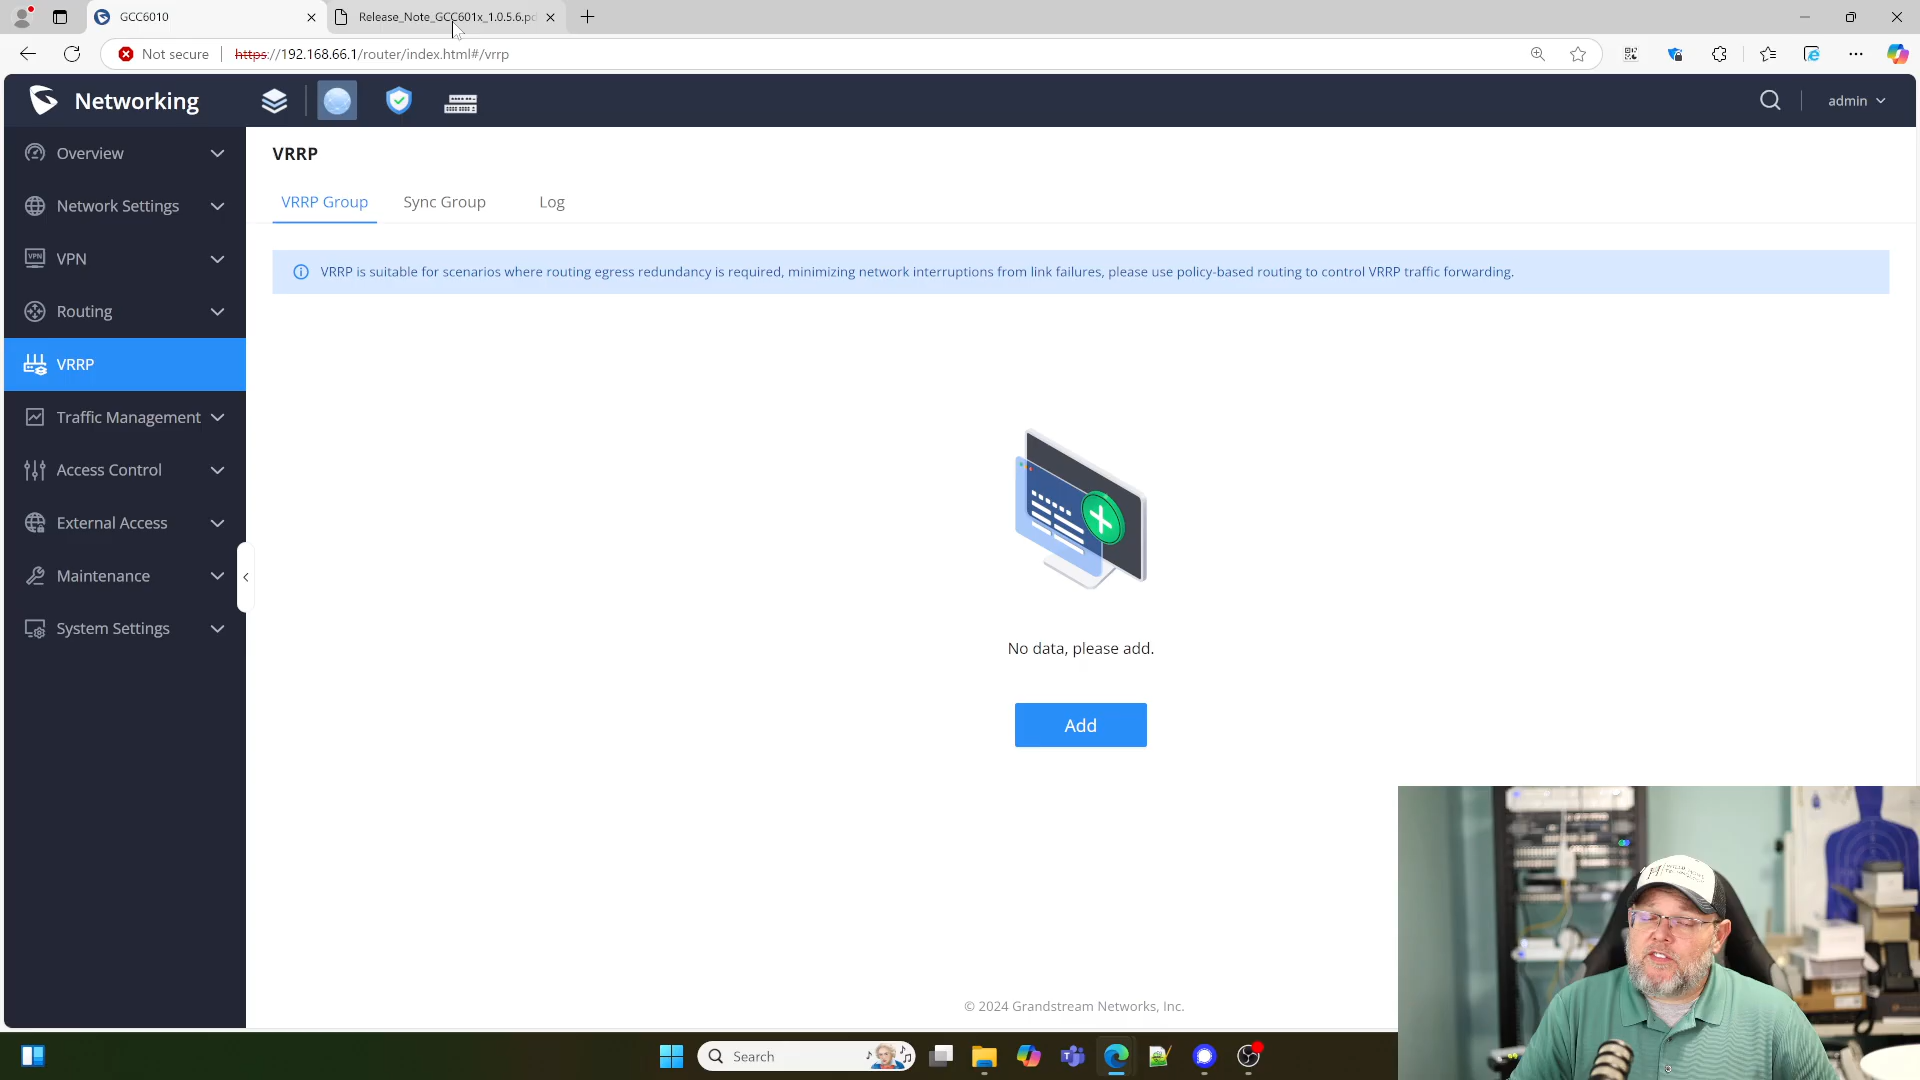 GCC6010
Release_Note_GCC601x_1.0.5.6.pd
Not secure
https://192.168.66.1/router/index.html#/vrrp
Networking
admin
Overview
Network Settings
VPN
VPN
Routing
VRRP
Traffic Management
Access Control
External Access
Maintenance
System Settings
VRRP
VRRP Group
Sync Group
Log
VRRP is suitable for scenarios where routing egress redundancy is required, minimizing network interruptions from link failures, please use policy-based routing to control VRRP traffic forwarding.
No data, please add.
Add
© 2024 Grandstream Networks, Inc.
Search